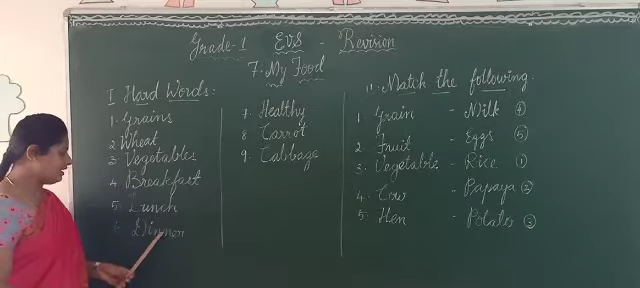 Grade-1 EVS - Revision
7. My Food
I Hard Words:
1. Grains
2. Wheat
3. Vegetables
4. Breakfast
5. Lunch
6. Dinner
7. Healthy
8. Carrot
9. Cabbage
II. Match the following:
1. Grain - Milk ④
2. Fruit - Eggs ⑤
3. Vegetable - Rice ①
4. Cow - Papaya ②
5. Hen - Potato ③